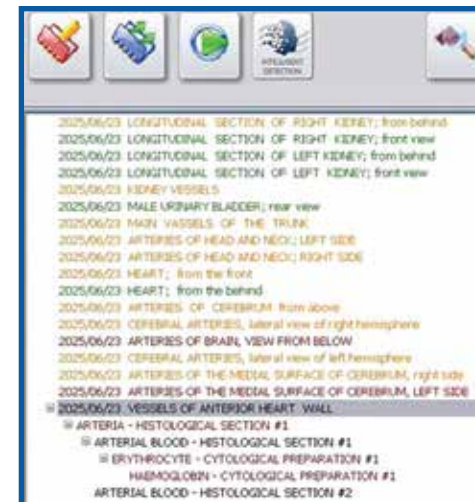 INTELLIGENT
DETECTION
2025/06/23 LONGITUDINAL SECTION OF RIGHT KIDNEY; from behind
2025/06/23 LONGITUDINAL SECTION OF RIGHT KIDNEY; front view
2025/06/23 LONGITUDINAL SECTION OF LEFT KIDNEY; from behind
2025/06/23 LONGITUDINAL SECTION OF LEFT KIDNEY; front view
2025/06/23 KIDNEY VESSELS
2025/06/23 MALE URINARY BLADDER; rear view
2025/06/23 MAIN VASSELS OF THE TRUNK
2025/06/23 ARTERIES OF HEAD AND NECK; LEFT SIDE
2025/06/23 ARTERIES OF HEAD AND NECK; RIGHT SIDE
2025/06/23 HEART; from the front
2025/06/23 HEART; from the behind
2025/06/23 ARTERIES OF CEREBRUM from above
2025/06/23 CEREBRAL ARTERIES, lateral view of right hemisphere
2025/06/23 ARTERIES OF BRAIN, VIEW FROM BELOW
2025/06/23 CEREBRAL ARTERIES, lateral view of left hemisphere
2025/06/23 ARTERIES OF THE MEDIAL SURFACE OF CEREBRUM, right side
2025/06/23 ARTERIES OF THE MEDIAL SURFACE OF CEREBRUM, LEFT SIDE
2025/06/23 VESSELS OF ANTERIOR HEART WALL
ARTERIA - HISTOLOGICAL SECTION #1
ARTERIAL BLOOD - HISTOLOGICAL SECTION #1
ERYTHROCYTE - CYTOLOGICAL PREPARATION #1
HAEMOGLOBIN - CYTOLOGICAL PREPARATION #1
ARTERIAL BLOOD - HISTOLOGICAL SECTION #2